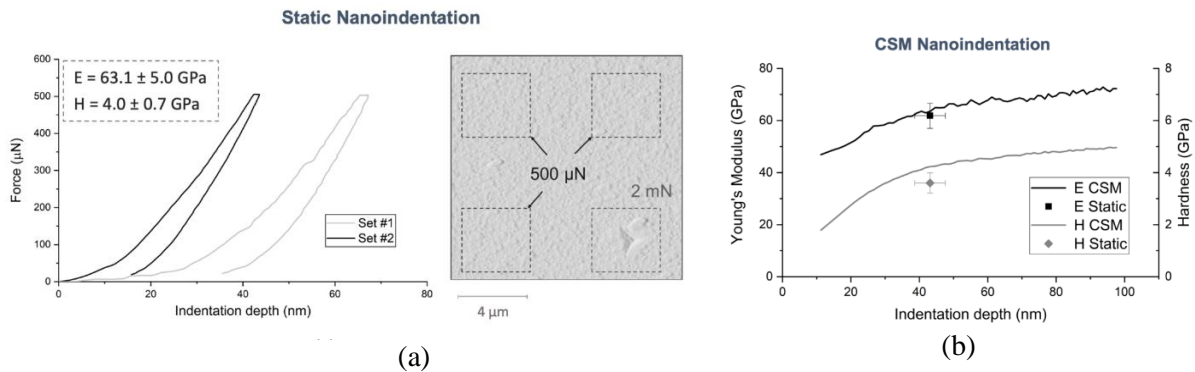 Static Nanoindentation
E = 63.1 ± 5.0 GPa
H = 4.0 ± 0.7 GPa
Force (μN)
600
500
400
300
200
100
0
0 20 40 60 80
Indentation depth (nm)
Set #1
Set #2
500 μN
2 mN
4 μm
(a)
CSM Nanoindentation
Young's Modulus (GPa)
80
60
40
20
0
0 20 40 60 80 100
Indentation depth (nm)
8
6
4
2
0
Hardness (GPa)
E CSM
E Static
H CSM
H Static
(b)